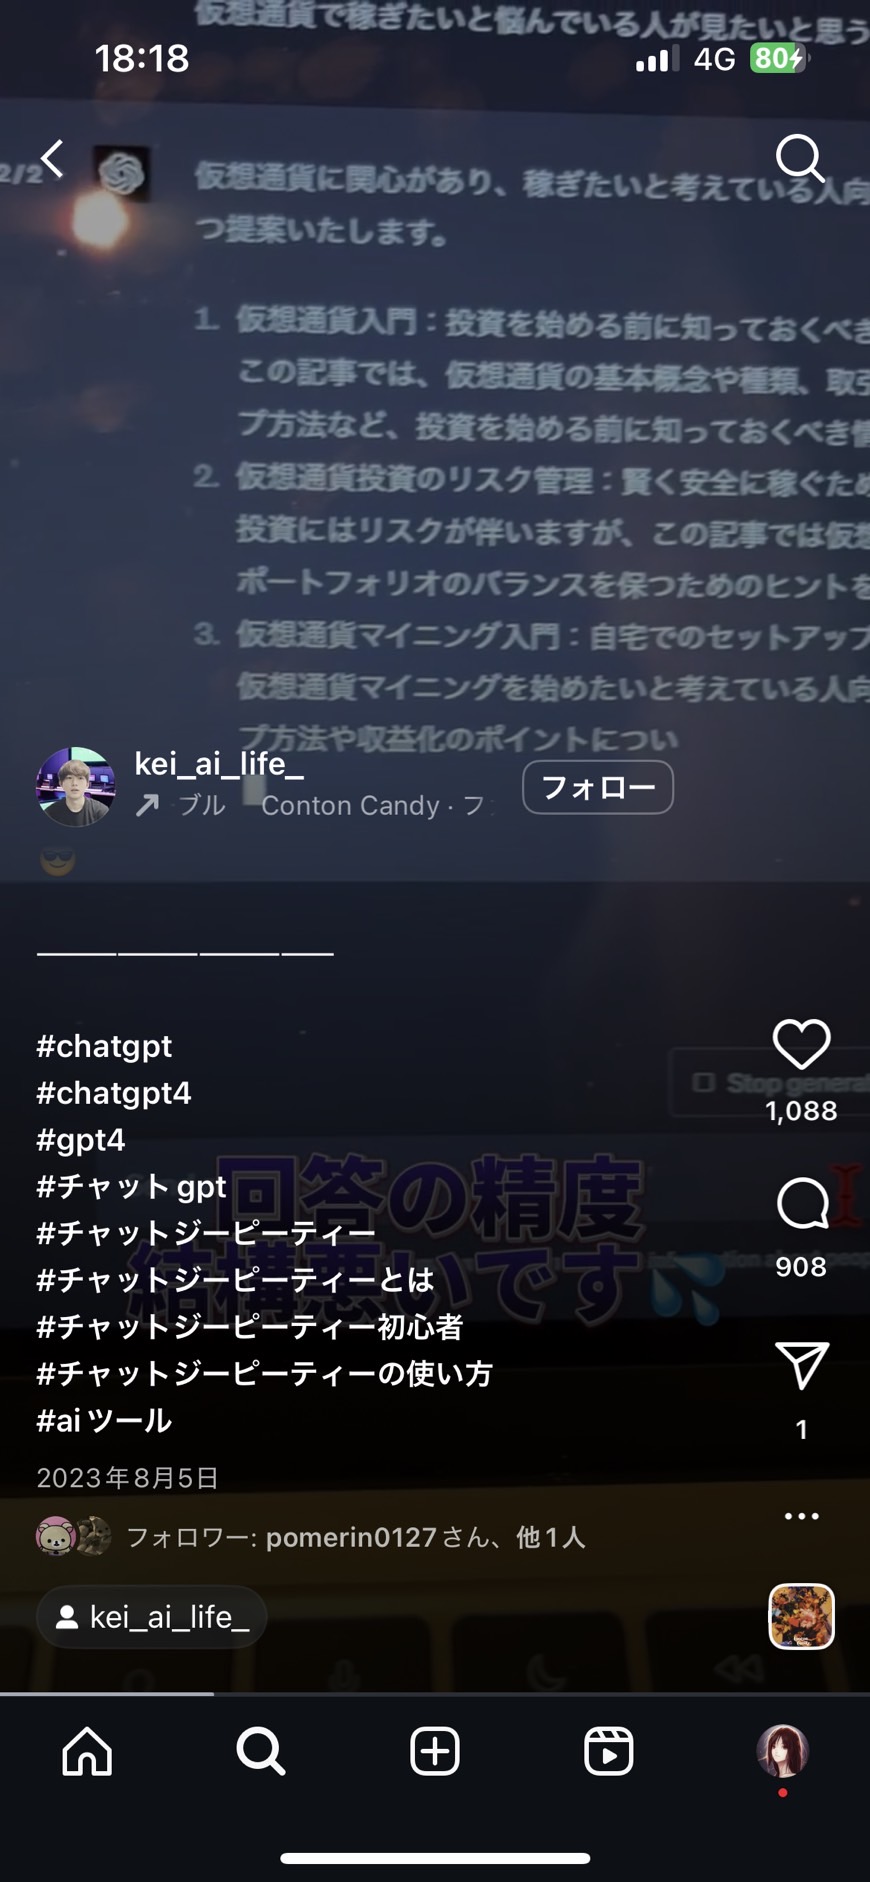 仮想通貨で稼ぎたいと悩んでいる人が見たいと思う
18:18
4G
80
2/2
仮想通貨に関心があり、稼ぎたいと考えている人向
つ提案いたします。
1. 仮想通貨入門：投資を始める前に知っておくべき
この記事では、仮想通貨の基本概念や種類、取引
プ方法など、投資を始める前に知っておくべき情
2. 仮想通貨投資のリスク管理：賢く安全に稼ぐため
投資にはリスクが伴いますが、この記事では仮想
ポートフォリオのバランスを保つためのヒントを
3. 仮想通貨マイニング入門：自宅でのセットアップ
仮想通貨マイニングを始めたいと考えている人向
プ方法や収益化のポイントについ
kei_ai_life_
フォロー
ブル Conton Candy · フ
#chatgpt
#chatgpt4
#gpt4
#チャットgpt
#チャットジーピーティー
#チャットジーピーティーとは
#チャットジーピーティー初心者
#チャットジーピーティーの使い方
#aiツール
Stop generat
回答の精度
結構悪いです💦
1,088
908
1
2023年8月5日
フォロワー: pomerin0127さん、他1人
kei_ai_life_